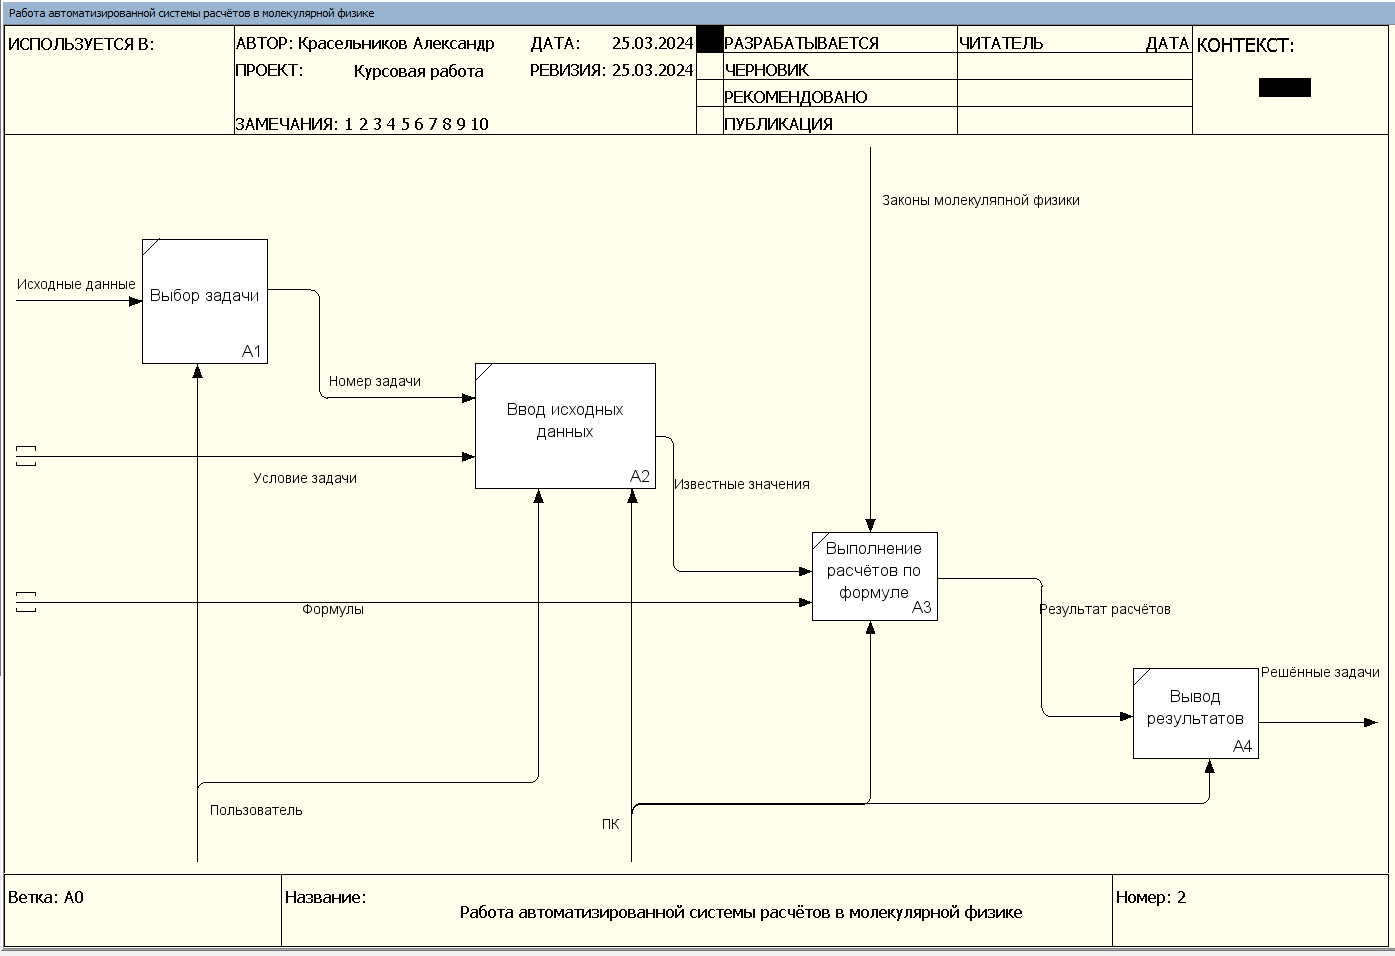 Работа автоматизированной системы расчётов в молекулярной физике
ИСПОЛЬЗУЕТСЯ В:
АВТОР: Красельников Александр
ДАТА: 25.03.2024
ПРОЕКТ: Курсовая работа
РЕВИЗИЯ: 25.03.2024
ЗАМЕЧАНИЯ: 1 2 3 4 5 6 7 8 9 10
РАЗРАБАТЫВАЕТСЯ
ЧЕРНОВИК
РЕКОМЕНДОВАНО
ПУБЛИКАЦИЯ
ЧИТАТЕЛЬ
ДАТА
КОНТЕКСТ:
Законы молекуляпной физики
Исходные данные
Выбор задачи
A1
Номер задачи
Ввод исходных
данных
A2
Условие задачи
Известные значения
Выполнение
расчётов по
формуле
A3
Формулы
Результат расчётов
Решённые задачи
Вывод
результатов
A4
Пользователь
ПК
Ветка: A0
Название:
Работа автоматизированной системы расчётов в молекулярной физике
Номер: 2